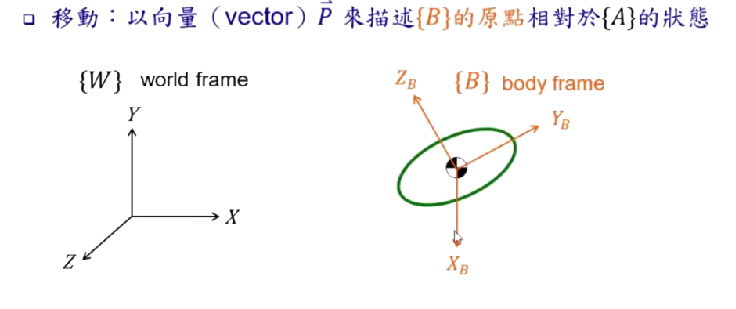 移動：以向量（vector）P⃗ 來描述{B}的原點相對於{A}的狀態
{W} world frame
{B} body frame
Z_B
Y
Y_B
X
Z
X_B